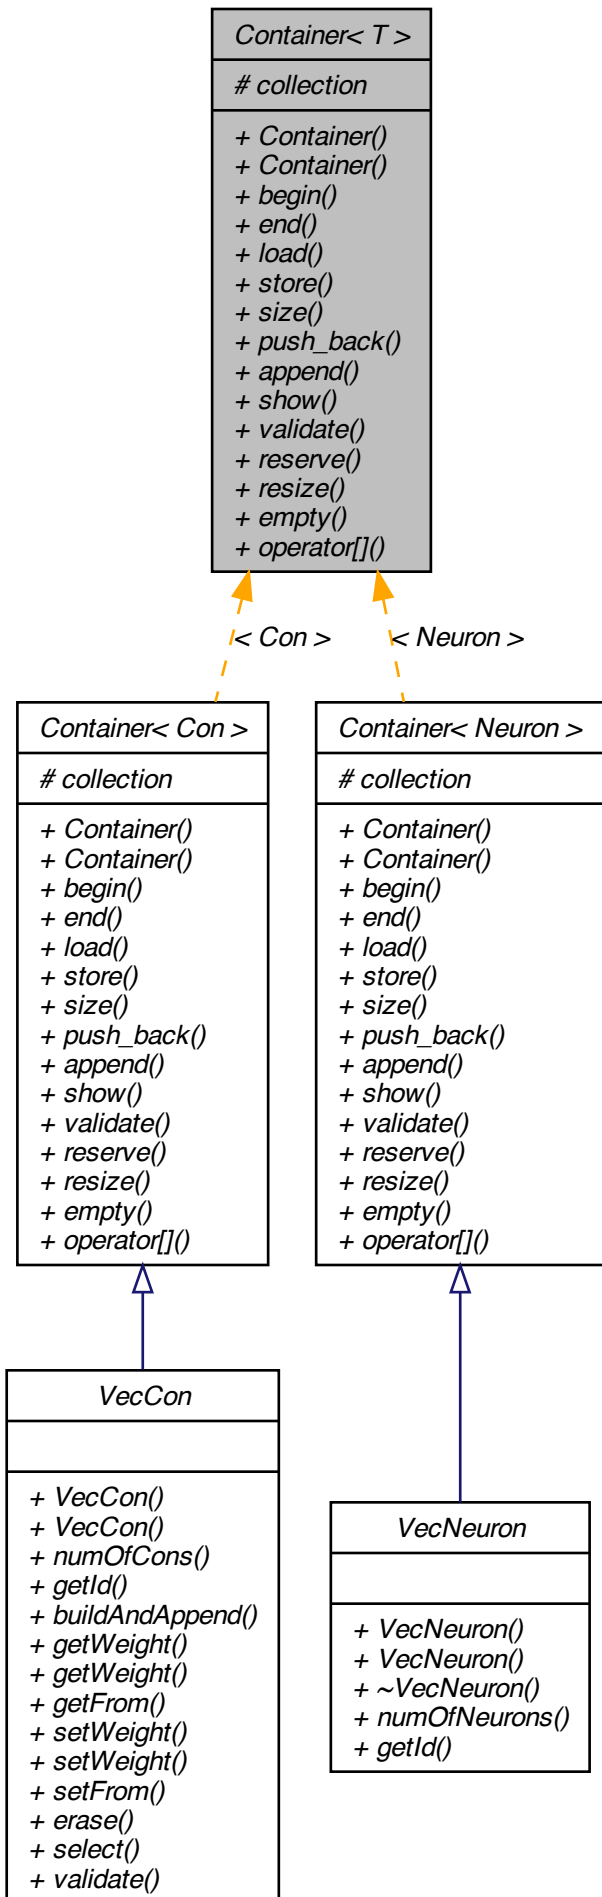 Container< T >
# collection
+ Container()
+ Container()
+ begin()
+ end()
+ load()
+ store()
+ size()
+ push_back()
+ append()
+ show()
+ validate()
+ reserve()
+ resize()
+ empty()
+ operator[]()
< Con >
< Neuron >
Container< Con >
# collection
+ Container()
+ Container()
+ begin()
+ end()
+ load()
+ store()
+ size()
+ push_back()
+ append()
+ show()
+ validate()
+ reserve()
+ resize()
+ empty()
+ operator[]()
Container< Neuron >
# collection
+ Container()
+ Container()
+ begin()
+ end()
+ load()
+ store()
+ size()
+ push_back()
+ append()
+ show()
+ validate()
+ reserve()
+ resize()
+ empty()
+ operator[]()
VecCon
+ VecCon()
+ VecCon()
+ numOfCons()
+ getId()
+ buildAndAppend()
+ getWeight()
+ getWeight()
+ getFrom()
+ setWeight()
+ setWeight()
+ setFrom()
+ erase()
+ select()
+ validate()
VecNeuron
+ VecNeuron()
+ VecNeuron()
+ ~VecNeuron()
+ numOfNeurons()
+ getId()